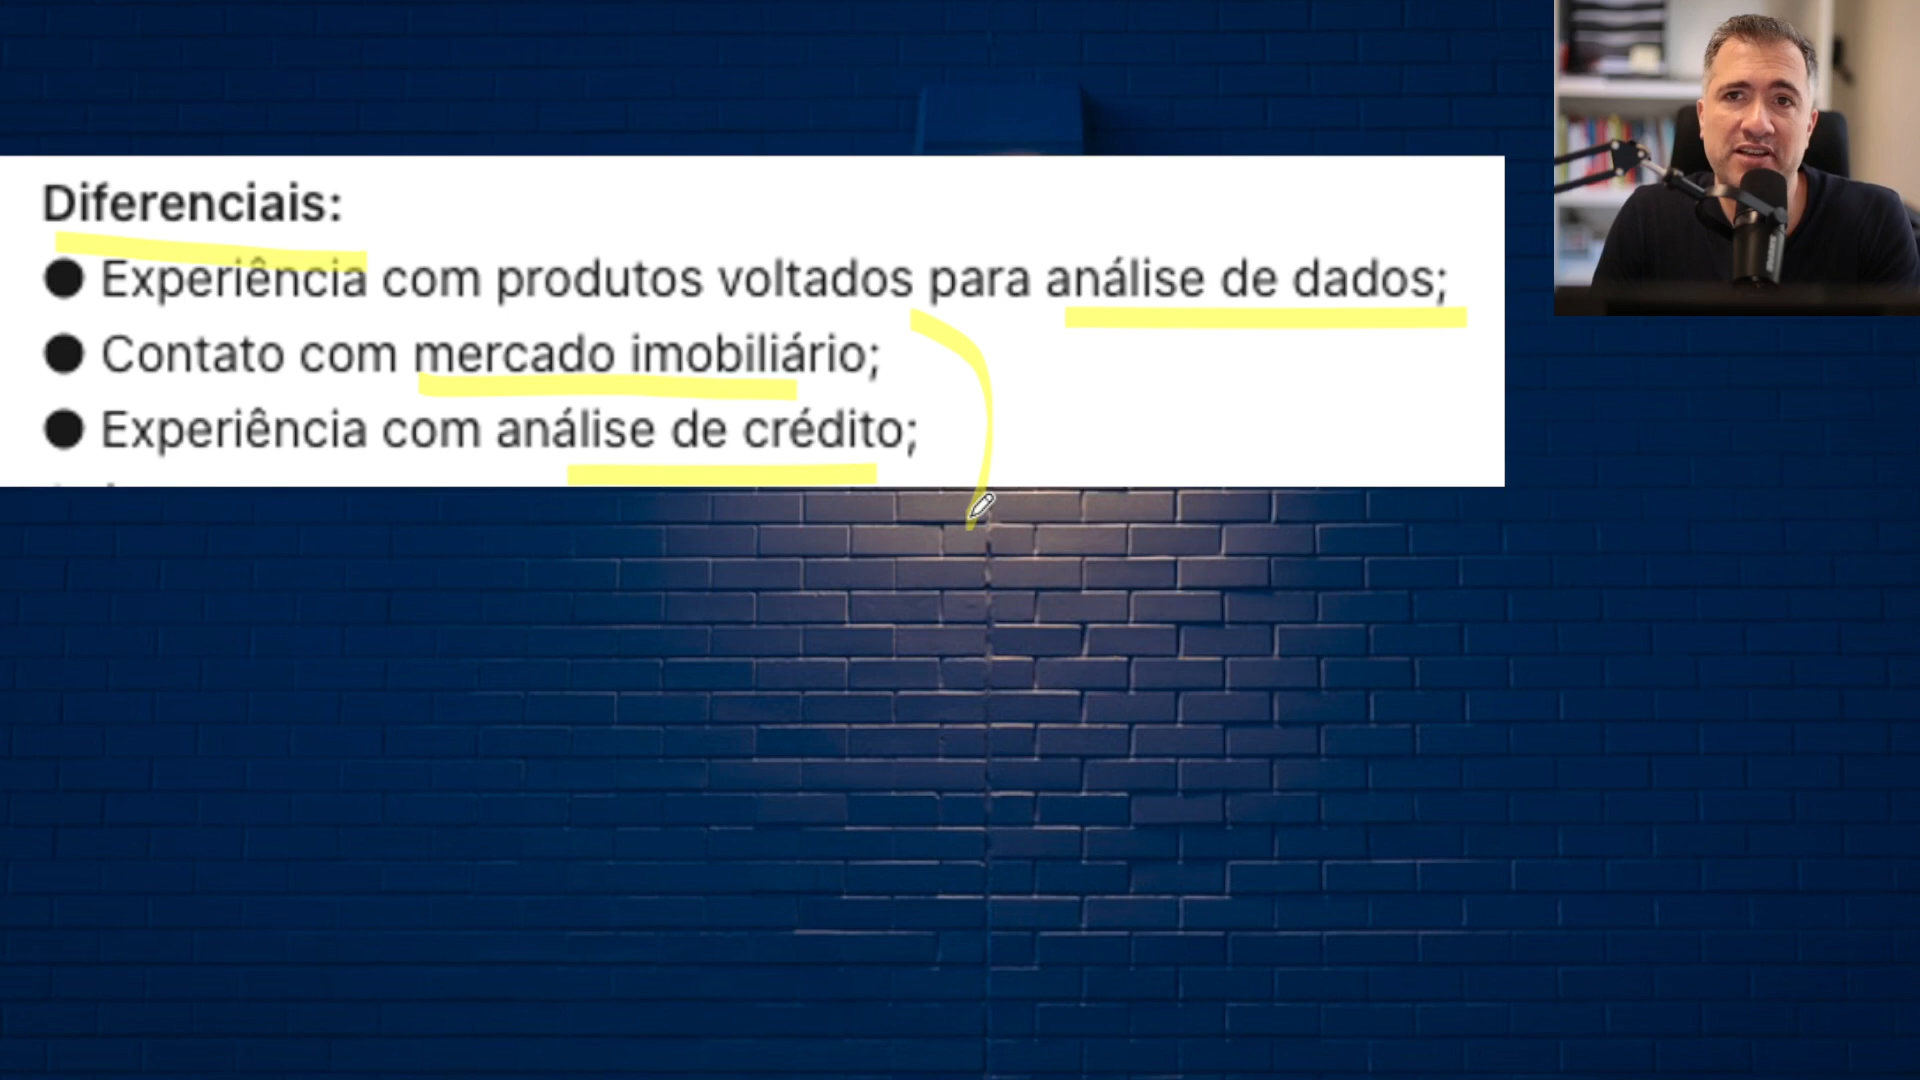 Diferenciais:
● Experiência com produtos voltados para análise de dados;
● Contato com mercado imobiliário;
● Experiência com análise de crédito;